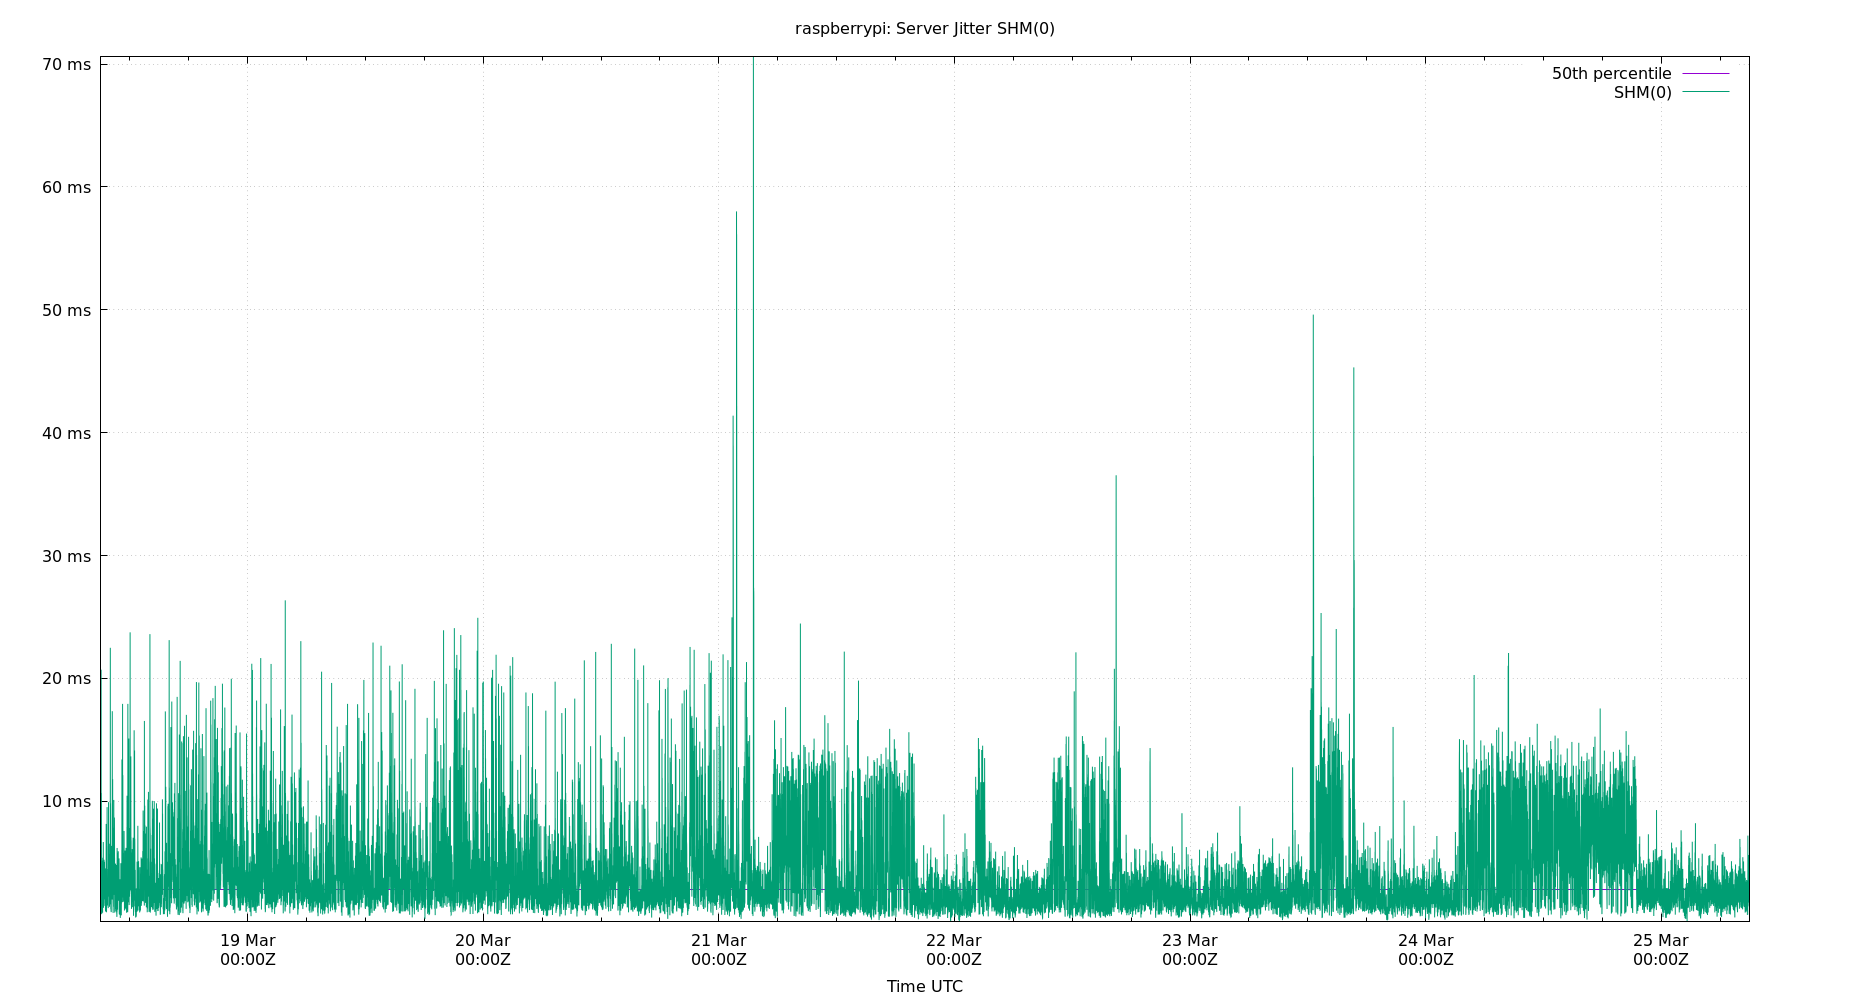 raspberrypi: Server Jitter SHM(0)
70 ms
60 ms
50 ms
40 ms
30 ms
20 ms
10 ms
50th percentile
SHM(0)
19 Mar 20 Mar 21 Mar 22 Mar 23 Mar 24 Mar 25 Mar
00:00Z 00:00Z 00:00Z 00:00Z 00:00Z 00:00Z 00:00Z
Time UTC